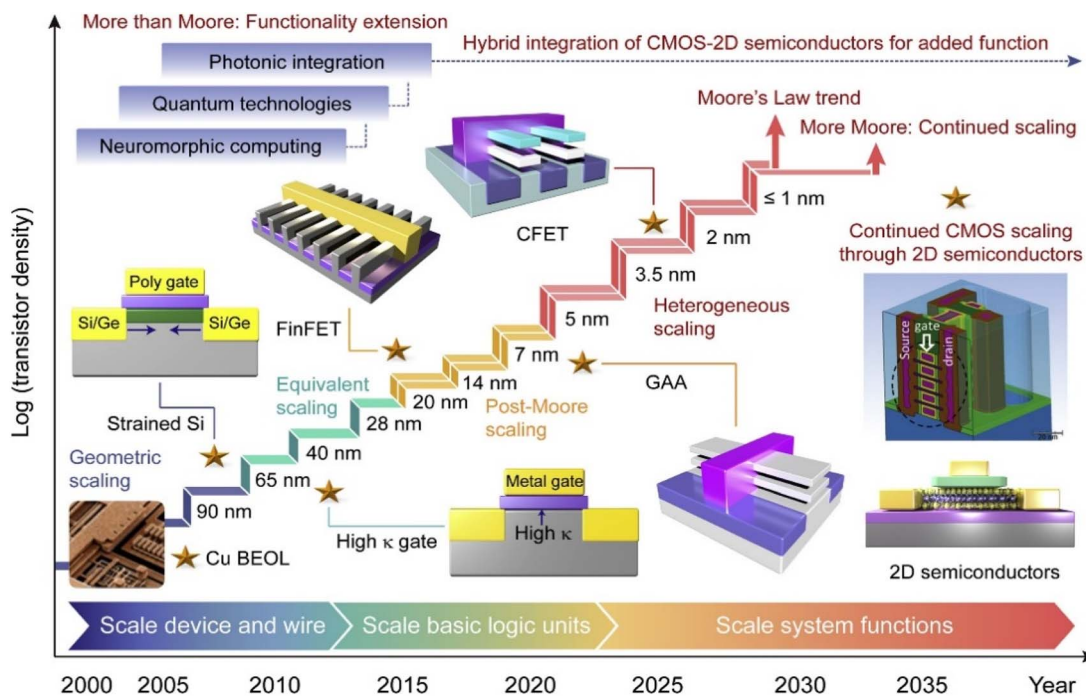 More than Moore: Functionality extension
Hybrid integration of CMOS-2D semiconductors for added function
Photonic integration
Quantum technologies
Neuromorphic computing
Moore's Law trend
More Moore: Continued scaling
Log (transistor density)
CFET
≤ 1 nm
2 nm
3.5 nm
5 nm
7 nm
14 nm
20 nm
28 nm
40 nm
65 nm
90 nm
Continued CMOS scaling
through 2D semiconductors
Heterogeneous
scaling
Poly gate
Si/Ge
Si/Ge
FinFET
Equivalent
scaling
Post-Moore
scaling
GAA
Source
gate
drain
20 nm
Strained Si
Geometric
scaling
Cu BEOL
High κ gate
Metal gate
High κ
2D semiconductors
Scale device and wire
Scale basic logic units
Scale system functions
2000
2005
2010
2015
2020
2025
2030
2035
Year